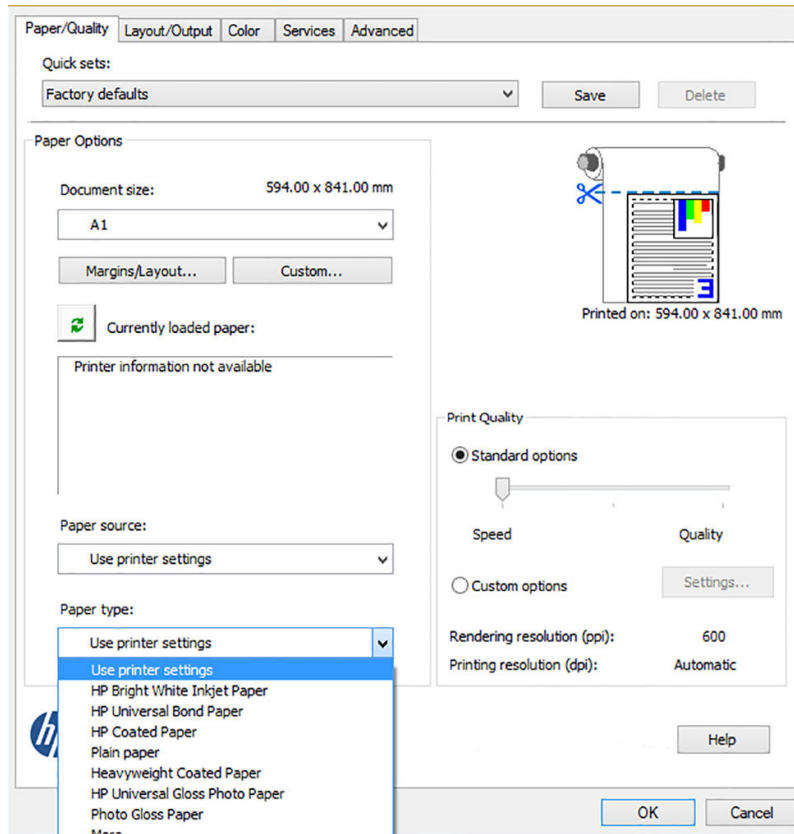 Paper/Quality Layout/Output Color Services Advanced
Quick sets:
Factory defaults Save Delete
Paper Options
Document size: 594.00 x 841.00 mm
A1
Margins/Layout... Custom...
Currently loaded paper:
Printer information not available
Paper source:
Use printer settings
Paper type:
Use printer settings
Use printer settings
HP Bright White Inkjet Paper
HP Universal Bond Paper
HP Coated Paper
Plain paper
Heavyweight Coated Paper
HP Universal Gloss Photo Paper
Photo Gloss Paper
More
3
Printed on: 594.00 x 841.00 mm
Print Quality
Standard options
Speed Quality
Custom options Settings...
Rendering resolution (ppi): 600
Printing resolution (dpi): Automatic
hp
Help
OK Cancel